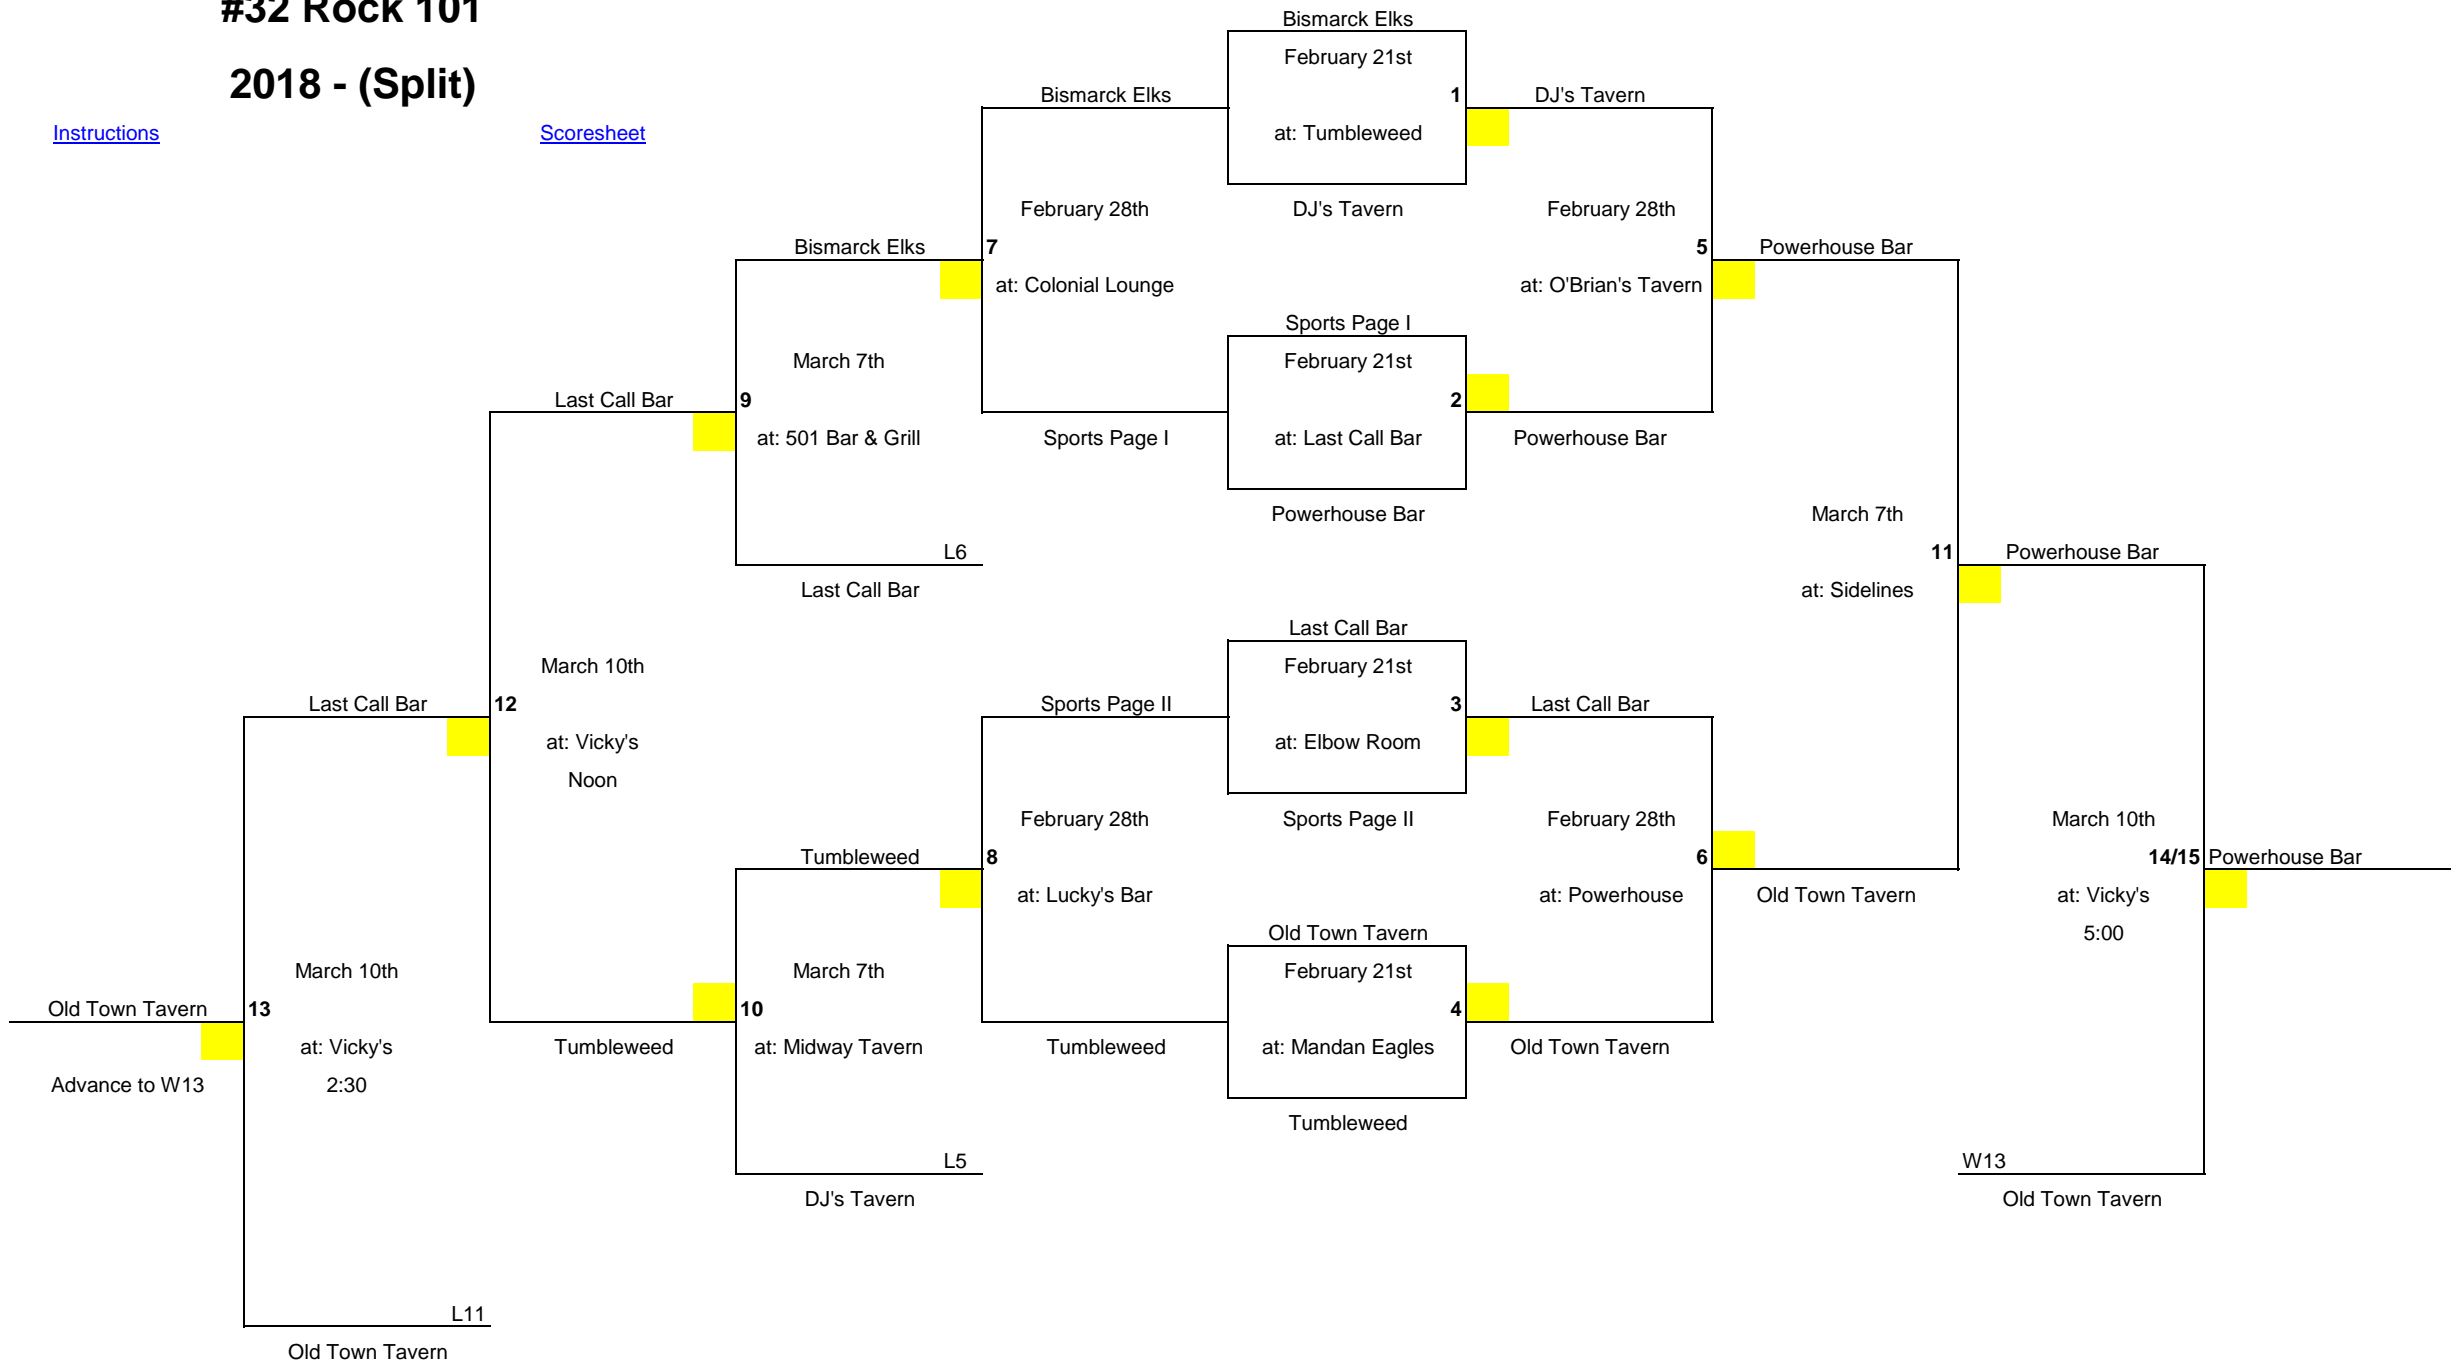 #32 Rock 101
Bismarck Elks
February 21st
2018 - (Split)
Bismarck Elks
1
DJ's Tavern
Instructions
Scoresheet
at: Tumbleweed
February 28th
DJ's Tavern
February 28th
Bismarck Elks
7
5
Powerhouse Bar
at: Colonial Lounge
at: O'Brian's Tavern
Sports Page I
March 7th
February 21st
Last Call Bar
9
2
at: 501 Bar & Grill
Sports Page I
at: Last Call Bar
Powerhouse Bar
Powerhouse Bar
March 7th
L6
11
Powerhouse Bar
Last Call Bar
at: Sidelines
Last Call Bar
March 10th
February 21st
Last Call Bar
12
Sports Page II
3
Last Call Bar
at: Vicky's
at: Elbow Room
Noon
February 28th
Sports Page II
February 28th
March 10th
Tumbleweed
8
6
14/15
Powerhouse Bar
at: Lucky's Bar
at: Powerhouse
Old Town Tavern
at: Vicky's
Old Town Tavern
5:00
March 10th
March 7th
February 21st
Old Town Tavern
13
10
4
at: Vicky's
Tumbleweed
at: Midway Tavern
Tumbleweed
at: Mandan Eagles
Old Town Tavern
Advance to W13
2:30
Tumbleweed
L5
W13
DJ's Tavern
Old Town Tavern
L11
Old Town Tavern